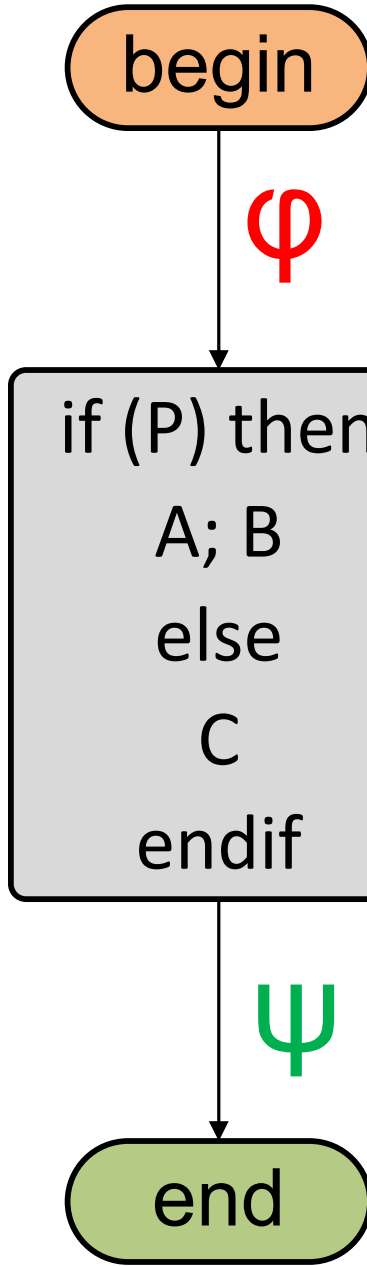 begin
φ
if (P) then
A; B
else
C
endif
ψ
end